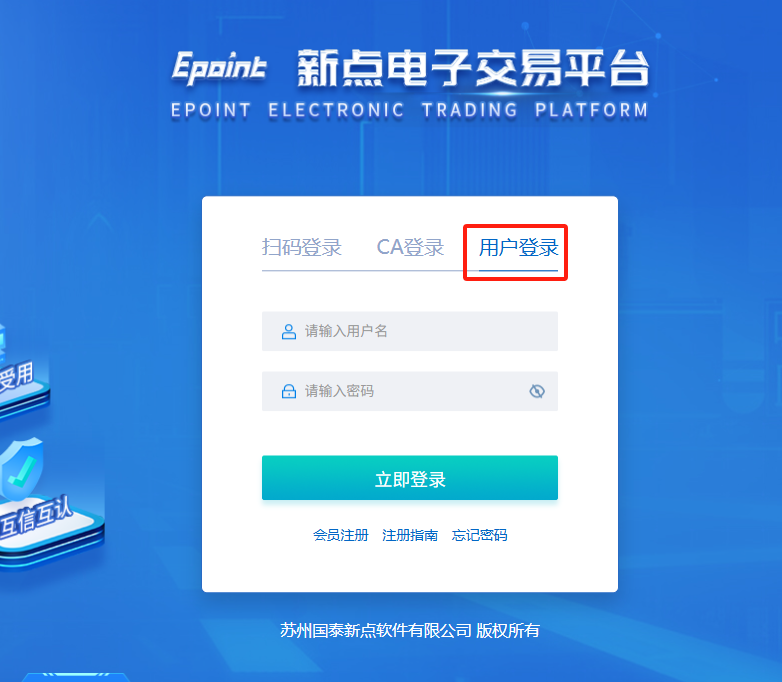 Epoint 新点电子交易平台
EPOINT ELECTRONIC TRADING PLATFORM
扫码登录 CA登录 用户登录
请输入用户名
受用
请输入密码
立即登录
互信互认
会员注册 注册指南 忘记密码
苏州国泰新点软件有限公司 版权所有